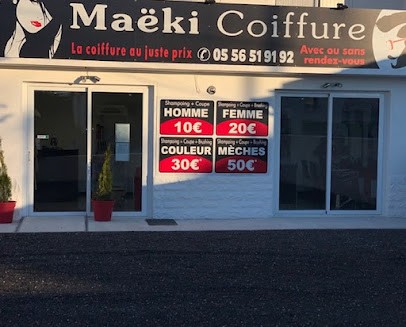 Maëki Coiffure
La coiffure au juste prix 05 56 51 91 92 Avec ou sans
rendez-vous
Shampoing + Coupe
HOMME
10€
Shampoing + Coupe + Brushing
FEMME
20€
Shampoing + Coupe + Brushing
COULEUR
30€
Shampoing + Coupe + Brushing
MÈCHES
50€